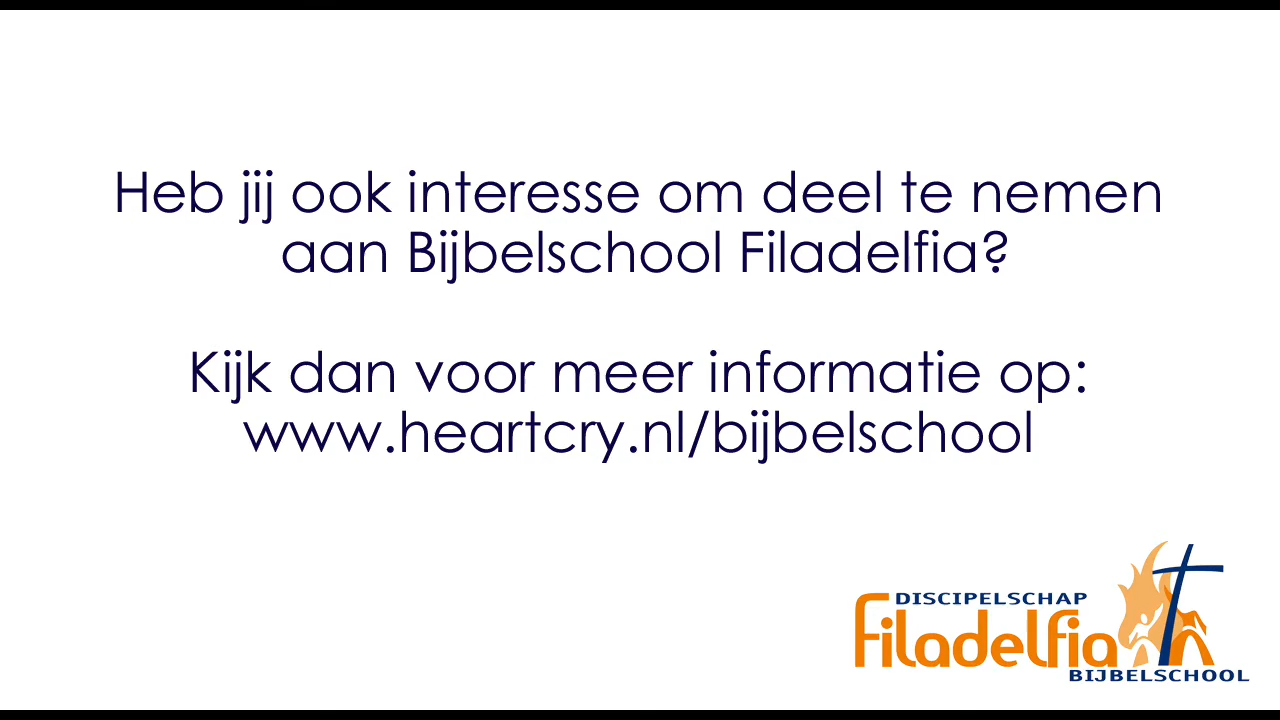 Heb jij ook interesse om deel te nemen
aan Bijbelschool Filadelfia?
Kijk dan voor meer informatie op:
www.heartcry.nl/bijbelschool
DISCIPELSCHAP
Filadelfia
BIJBELSCHOOL